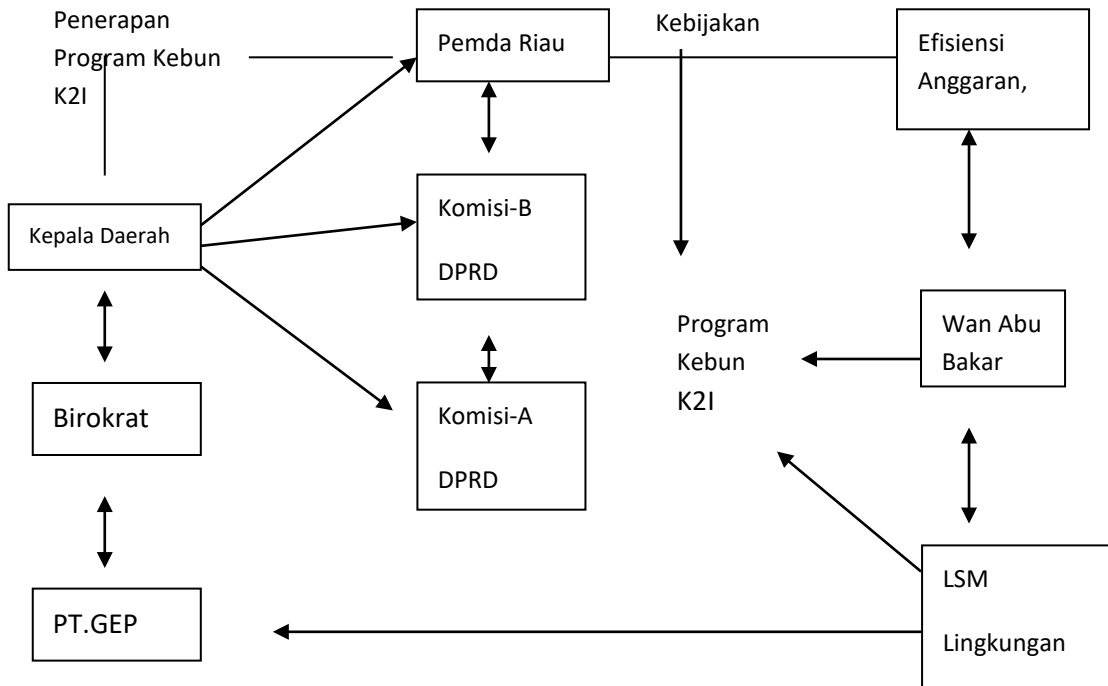 Penerapan
Program Kebun
K2I
Pemda Riau
Kebijakan
Efisiensi
Anggaran,
Kepala Daerah
Komisi-B
DPRD
Program
Kebun
K2I
Wan Abu
Bakar
Birokrat
Komisi-A
DPRD
PT.GEP
LSM
Lingkungan